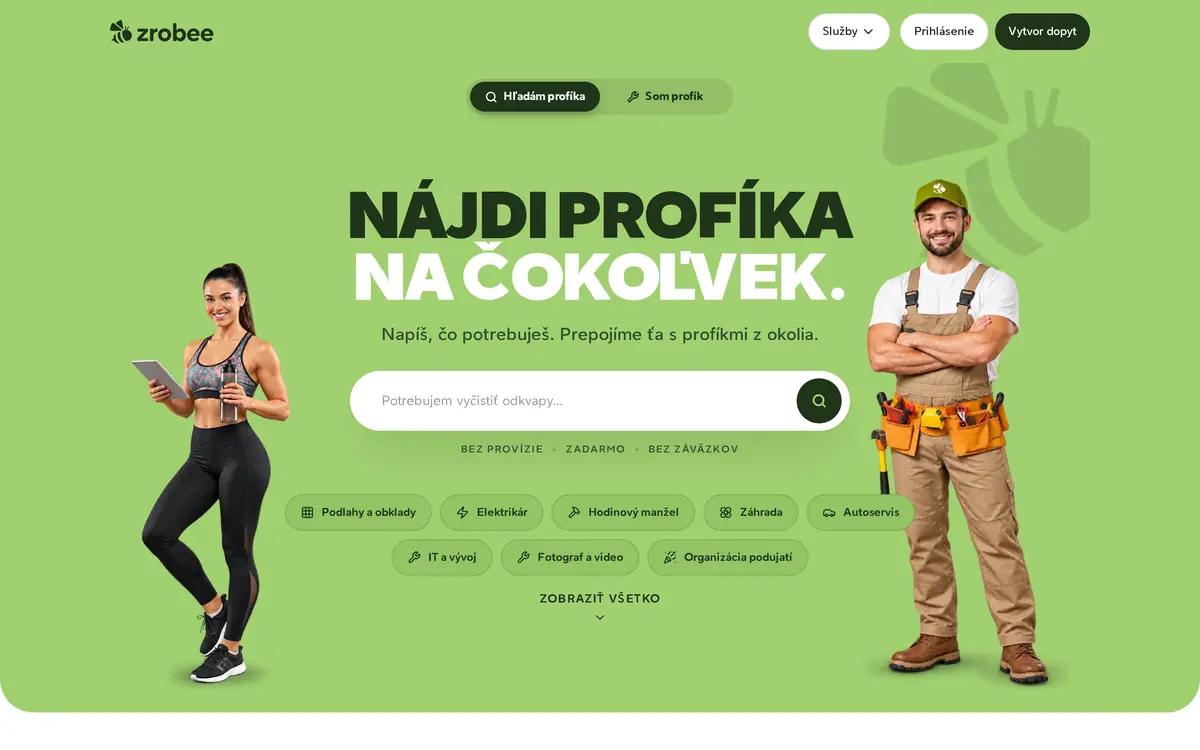 zrobee
Služby
Prihlásenie
Vytvor dopyt
Hľadám profíka
Som profík
NÁJDI PROFÍKA
NA ČOKOĽVEK.
Napíš, čo potrebuješ. Prepojíme ťa s profíkmi z okolia.
Potrebujem vyčistiť odkvapy...
BEZ PROVÍZIE • ZADARMO • BEZ ZÁVÄZKOV
Podlahy a obklady
Elektrikár
Hodinový manžel
Záhrada
Autoservis
IT a vývoj
Fotograf a video
Organizácia podujatí
ZOBRAZIŤ VŠETKO